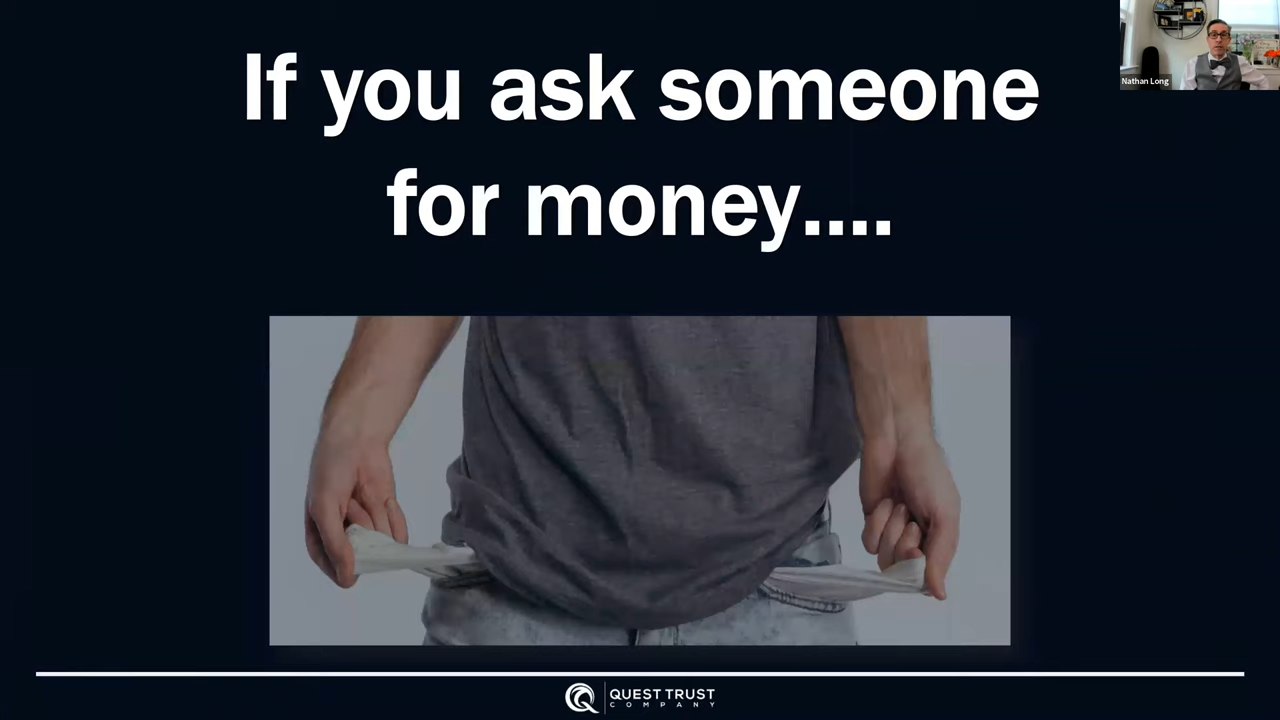 If you ask someone
for money....
Nathan Long
QUEST TRUST
COMPANY